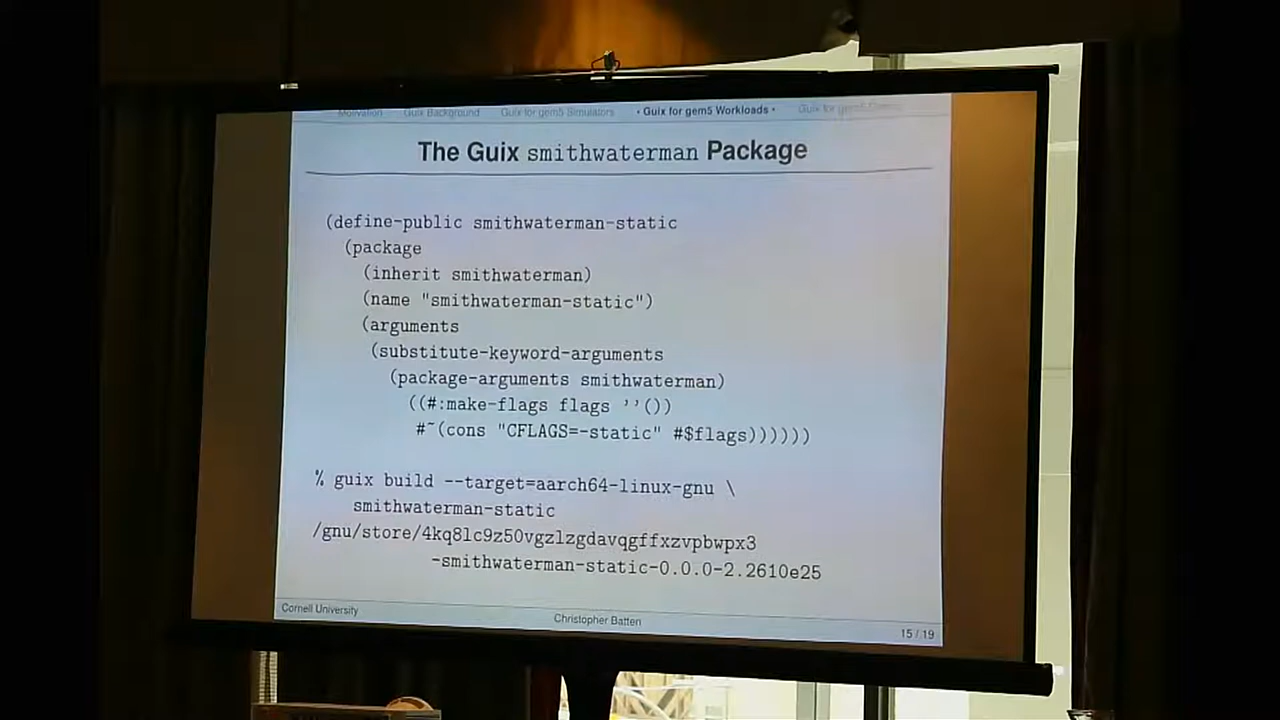 Motivation Guix Background Guix for gem5 Simulators • Guix for gem5 Workloads • Guix for gem5
The Guix smithwaterman Package
(define-public smithwaterman-static
(package
(inherit smithwaterman)
(name "smithwaterman-static")
(arguments
(substitute-keyword-arguments
(package-arguments smithwaterman)
((#:make-flags flags ’’())
#~(cons "CFLAGS=-static" #$flags))))))
% guix build --target=aarch64-linux-gnu \
smithwaterman-static
/gnu/store/4kq8lc9z50vgzlzgdavqgffxzvpbwpx3
-smithwaterman-static-0.0.0-2.2610e25
Cornell University Christopher Batten 15 / 19